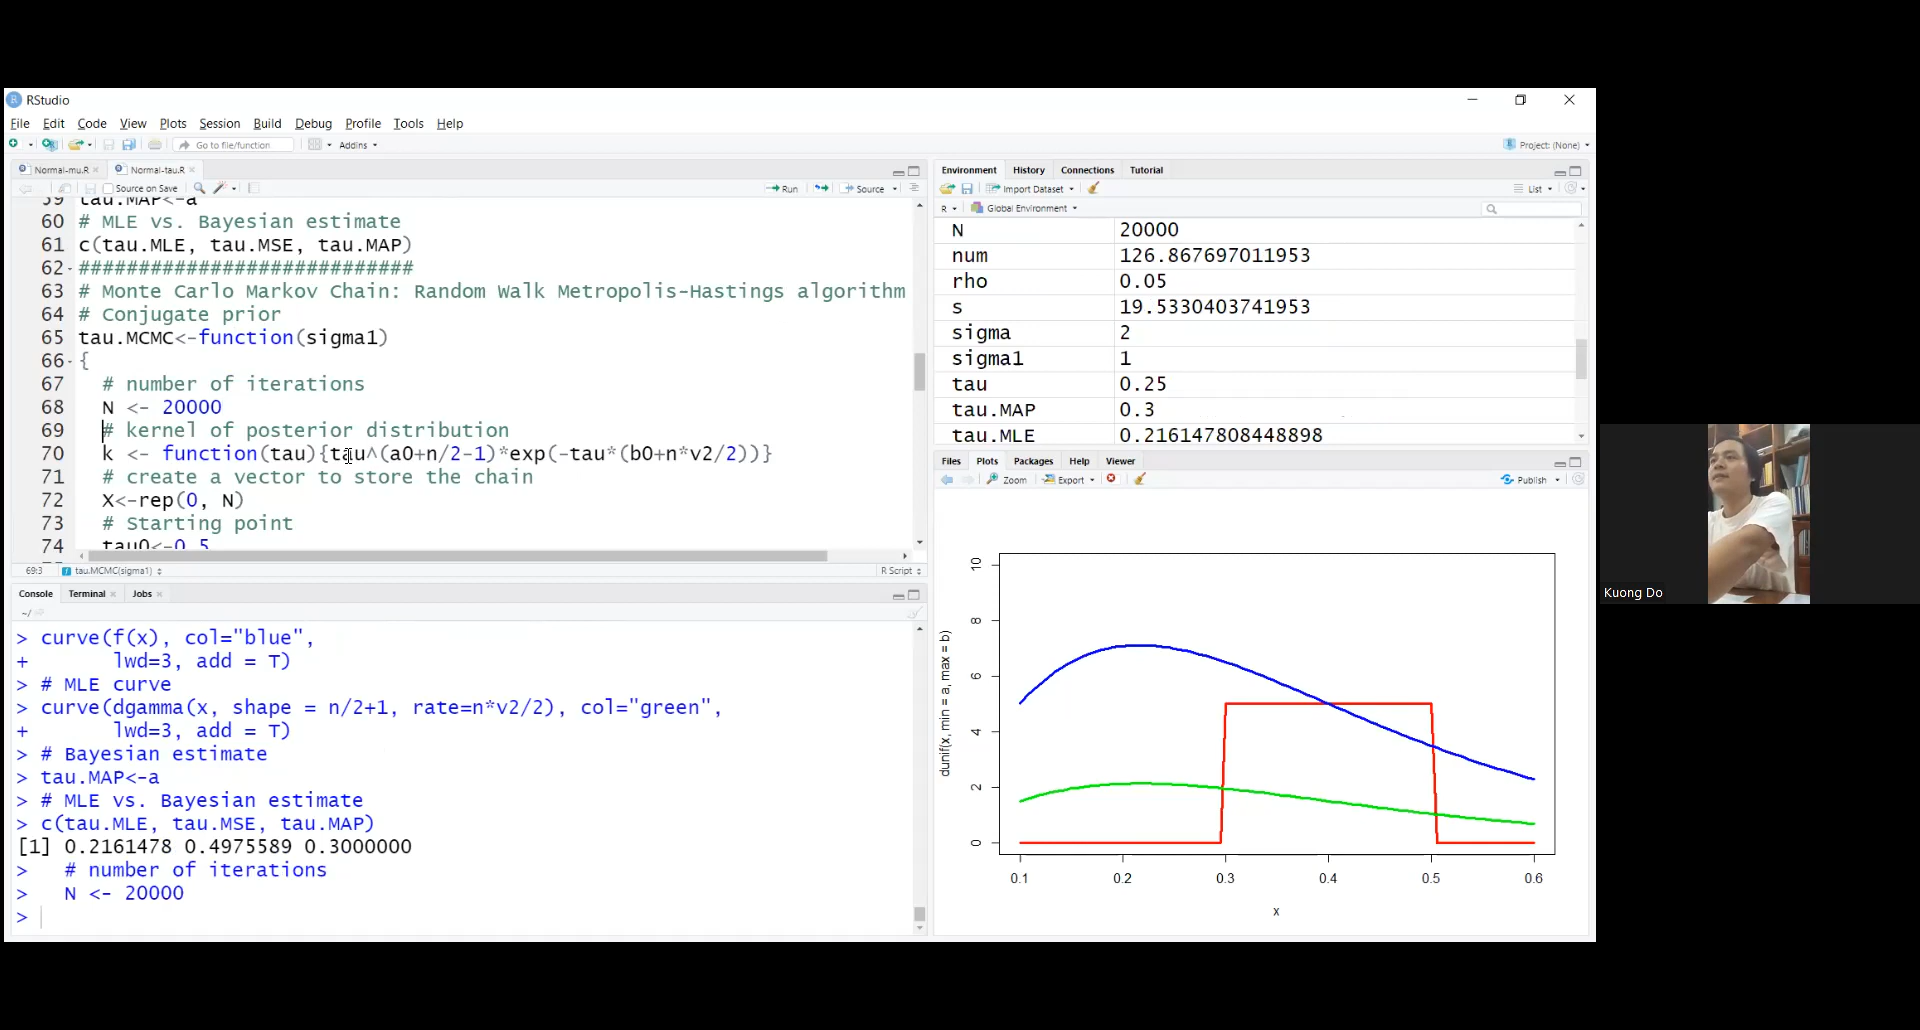 RStudio
File Edit Code View Plots Session Build Debug Profile Tools Help
Go to file/function Addins Project: (None)
Normal-mu.R Normal-tau.R
Source on Save Run Source
59 tau.MAP<-a
60 # MLE vs. Bayesian estimate
61 c(tau.MLE, tau.MSE, tau.MAP)
62 ############################
63 # Monte Carlo Markov Chain: Random Walk Metropolis-Hastings algorithm
64 # Conjugate prior
65 tau.MCMC<-function(sigma1)
66 {
67 # number of iterations
68 N <- 20000
69 # kernel of posterior distribution
70 k <- function(tau){tau^(a0+n/2-1)*exp(-tau*(b0+n*v2/2))}
71 # create a vector to store the chain
72 X<-rep(0, N)
73 # Starting point
74 tau0<-0.5
69:3 tau.MCMC(sigma1) R Script
Console Terminal Jobs
~/
> curve(f(x), col="blue",
+ lwd=3, add = T)
> # MLE curve
> curve(dgamma(x, shape = n/2+1, rate=n*v2/2), col="green",
+ lwd=3, add = T)
> # Bayesian estimate
> tau.MAP<-a
> # MLE vs. Bayesian estimate
> c(tau.MLE, tau.MSE, tau.MAP)
[1] 0.2161478 0.4975589 0.3000000
> # number of iterations
> N <- 20000
>
Environment History Connections Tutorial
Import Dataset List
R Global Environment
N 20000
num 126.867697011953
rho 0.05
s 19.5330403741953
sigma 2
sigma1 1
tau 0.25
tau.MAP 0.3
tau.MLE 0.216147808448898
Files Plots Packages Help Viewer
Zoom Export Publish
dunif(x, min = a, max = b)
10
8
6
4
2
0
0.1 0.2 0.3 0.4 0.5 0.6
x
Kuong Do